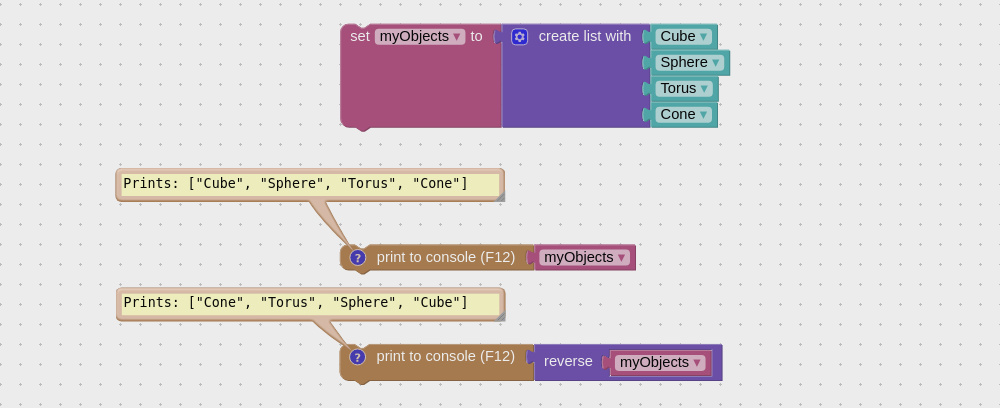 set myObjects ▾ to create list with Cube ▾
Sphere ▾
Torus ▾
Cone ▾
Prints: ["Cube", "Sphere", "Torus", "Cone"]
? print to console (F12) myObjects ▾
Prints: ["Cone", "Torus", "Sphere", "Cube"]
? print to console (F12) reverse myObjects ▾